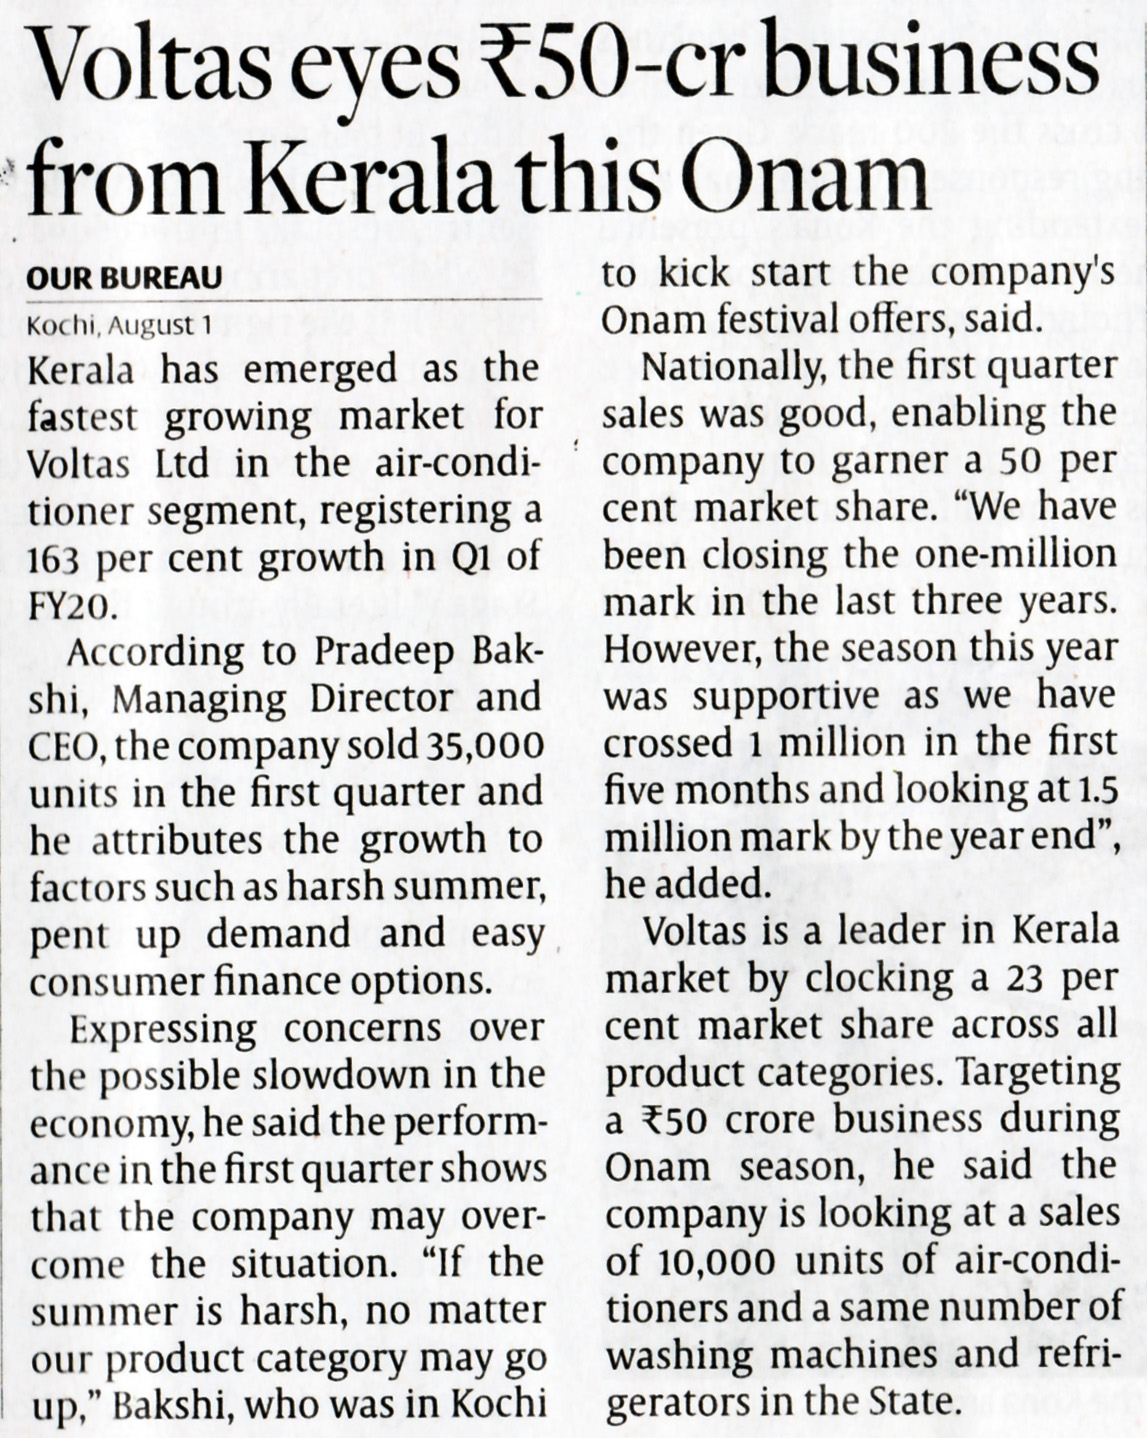 Voltas eyes ₹50-cr business
from Kerala this Onam
OUR BUREAU
Kochi, August 1
Kerala has emerged as the
fastest growing market for
Voltas Ltd in the air-condi-
tioner segment, registering a
163 per cent growth in Q1 of
FY20.
According to Pradeep Bak-
shi, Managing Director and
CEO, the company sold 35,000
units in the first quarter and
he attributes the growth to
factors such as harsh summer,
pent up demand and easy
consumer finance options.
Expressing concerns over
the possible slowdown in the
economy, he said the perform-
ance in the first quarter shows
that the company may over-
come the situation. “If the
summer is harsh, no matter
our product category may go
up,” Bakshi, who was in Kochi
to kick start the company's
Onam festival offers, said.
Nationally, the first quarter
sales was good, enabling the
company to garner a 50 per
cent market share. “We have
been closing the one-million
mark in the last three years.
However, the season this year
was supportive as we have
crossed 1 million in the first
five months and looking at 1.5
million mark by the year end”,
he added.
Voltas is a leader in Kerala
market by clocking a 23 per
cent market share across all
product categories. Targeting
a ₹50 crore business during
Onam season, he said the
company is looking at a sales
of 10,000 units of air-condi-
tioners and a same number of
washing machines and refri-
gerators in the State.